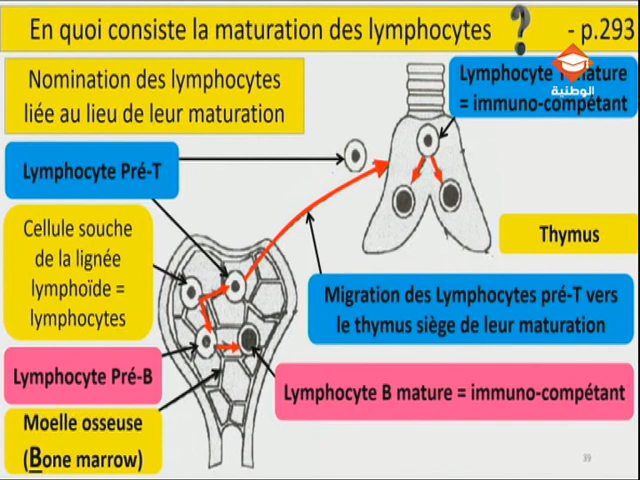 En quoi consiste la maturation des lymphocytes ? - p.293
Nomination des lymphocytes
liée au lieu de leur maturation
Lymphocyte T mature
= immuno-compétant
الوطنية
Lymphocyte Pré-T
Cellule souche
de la lignée
lymphoïde =
lymphocytes
Thymus
Migration des Lymphocytes pré-T vers
le thymus siège de leur maturation
Lymphocyte Pré-B
Lymphocyte B mature = immuno-compétant
Moelle osseuse
(Bone marrow)
39